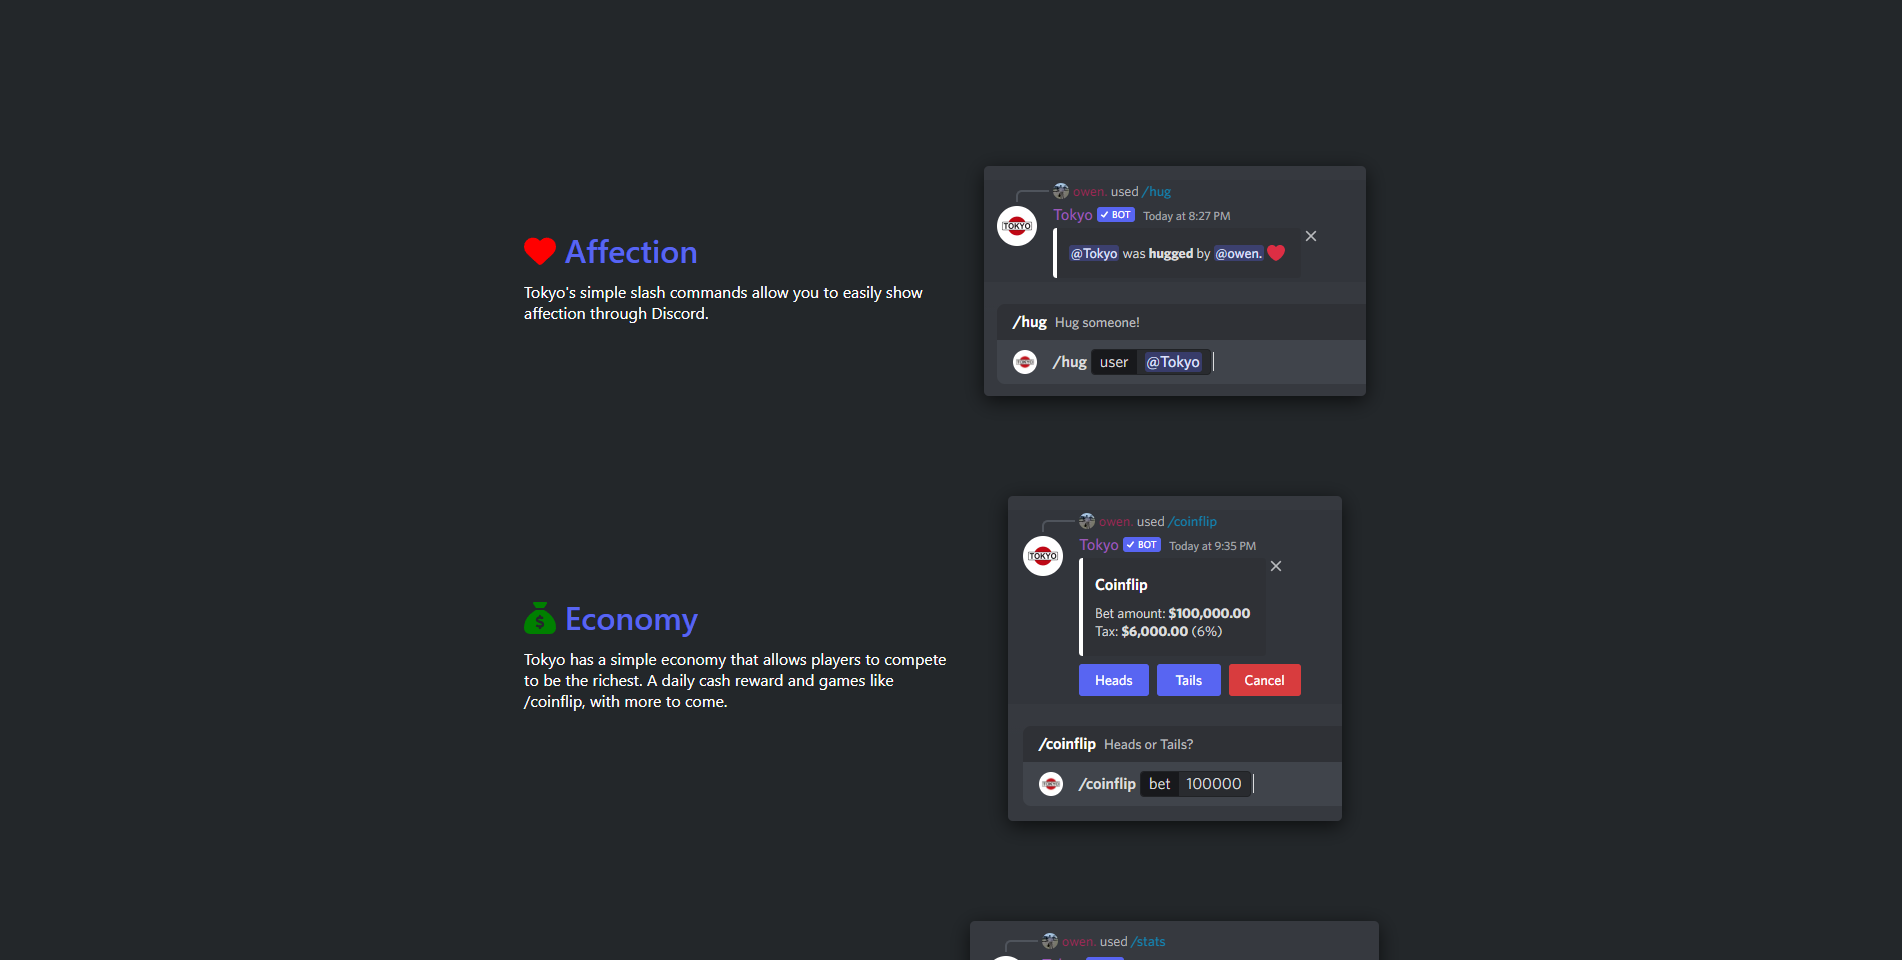 Affection
Tokyo's simple slash commands allow you to easily show
affection through Discord.
owen. used /hug
TOKYO
Tokyo BOT Today at 8:27 PM
@Tokyo was hugged by @owen.
/hug Hug someone!
/hug user @Tokyo
Economy
Tokyo has a simple economy that allows players to compete
to be the richest. A daily cash reward and games like
/coinflip, with more to come.
owen. used /coinflip
TOKYO
Tokyo BOT Today at 9:35 PM
Coinflip
Bet amount: $100,000.00
Tax: $6,000.00 (6%)
Heads Tails Cancel
/coinflip Heads or Tails?
/coinflip bet 100000
owen. used /stats